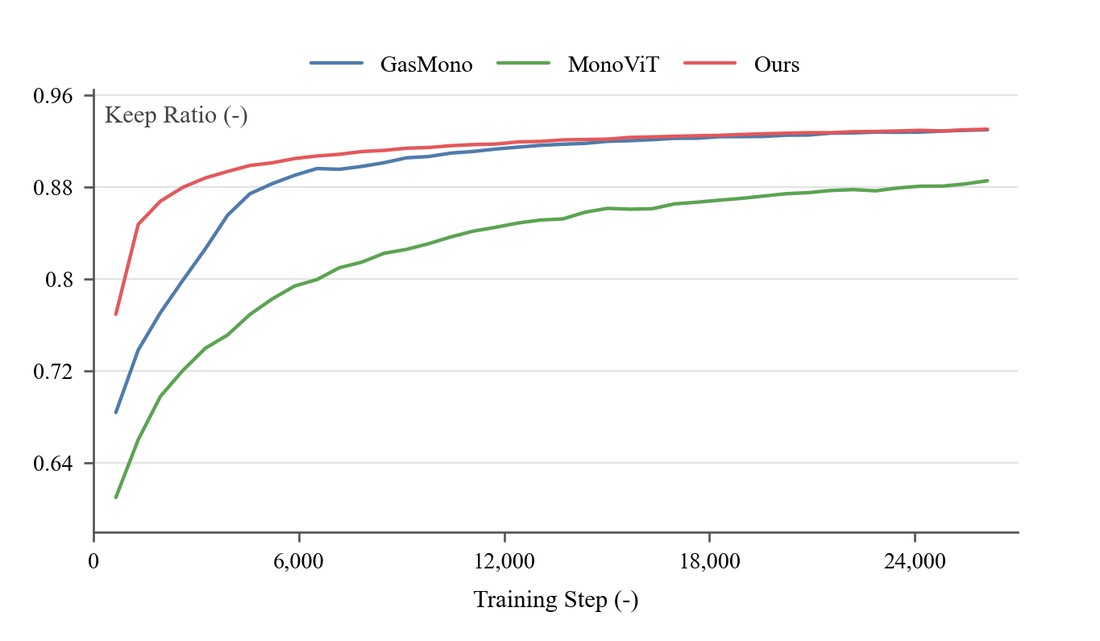 GasMono MonoViT Ours
Keep Ratio (-)
0.96
0.88
0.8
0.72
0.64
0 6,000 12,000 18,000 24,000
Training Step (-)